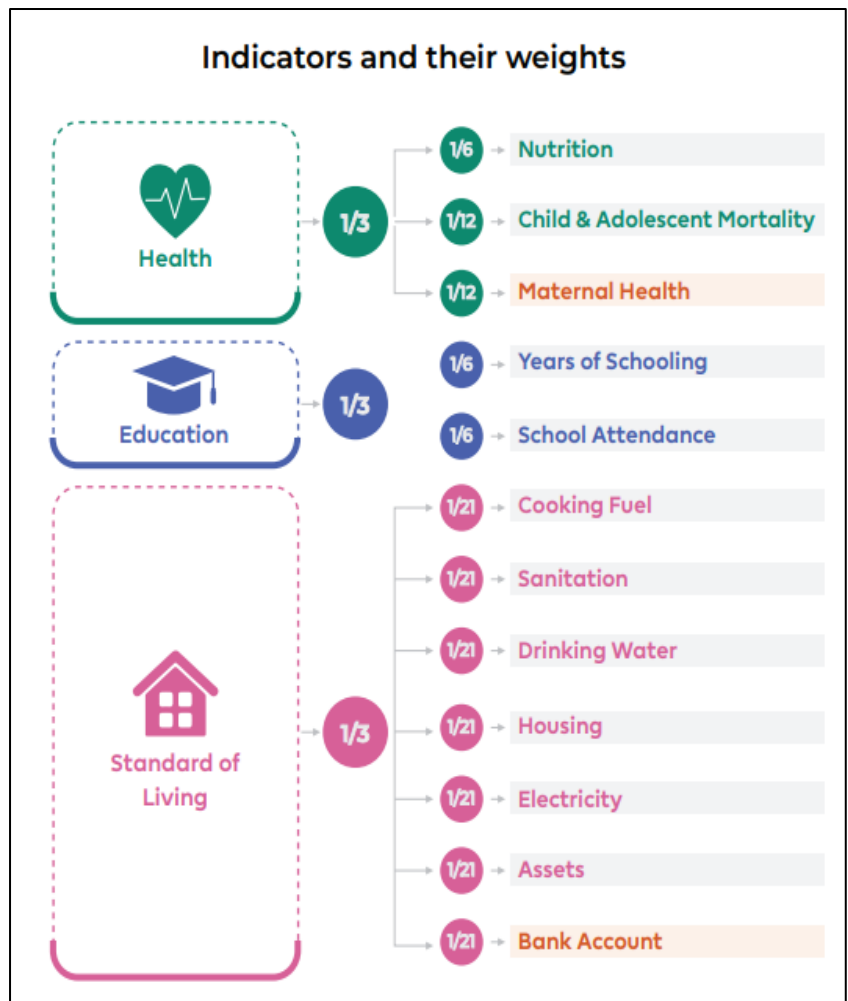 Indicators and their weights
Health
1/3
1/6 Nutrition
1/12 Child & Adolescent Mortality
1/12 Maternal Health
Education
1/3
1/6 Years of Schooling
1/6 School Attendance
Standard of
Living
1/3
1/21 Cooking Fuel
1/21 Sanitation
1/21 Drinking Water
1/21 Housing
1/21 Electricity
1/21 Assets
1/21 Bank Account